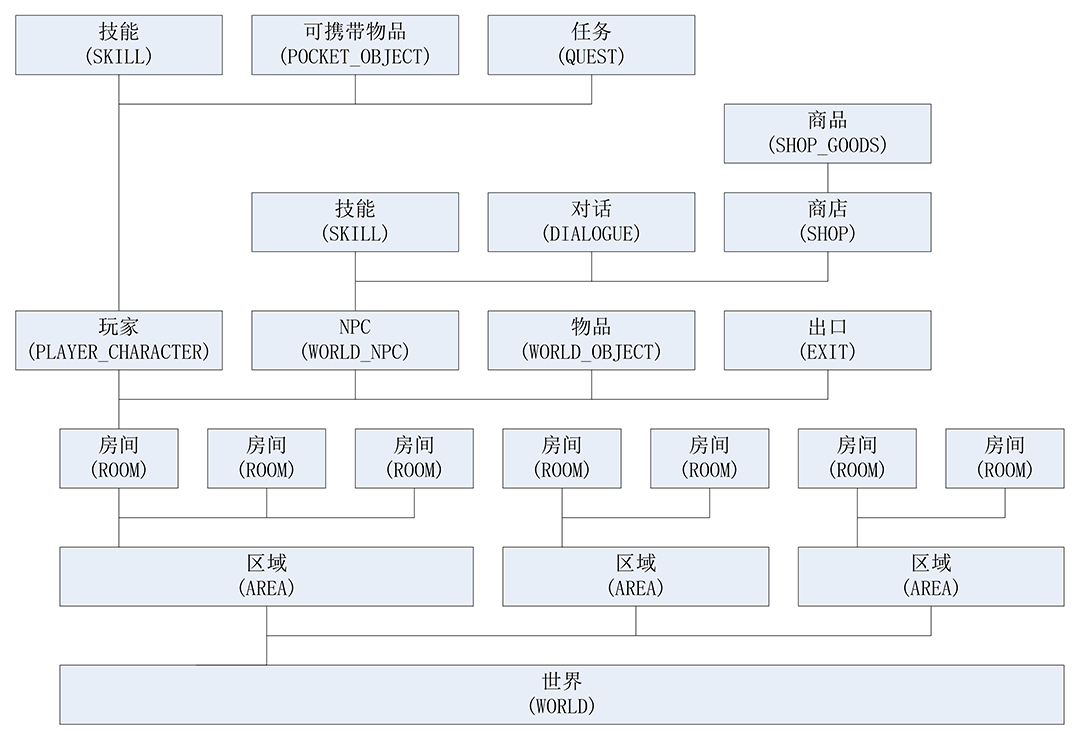 技能
(SKILL)
可携带物品
(POCKET_OBJECT)
任务
(QUEST)
商品
(SHOP_GOODS)
技能
(SKILL)
对话
(DIALOGUE)
商店
(SHOP)
玩家
(PLAYER_CHARACTER)
NPC
(WORLD_NPC)
物品
(WORLD_OBJECT)
出口
(EXIT)
房间
(ROOM)
房间
(ROOM)
房间
(ROOM)
房间
(ROOM)
房间
(ROOM)
房间
(ROOM)
房间
(ROOM)
区域
(AREA)
区域
(AREA)
区域
(AREA)
世界
(WORLD)